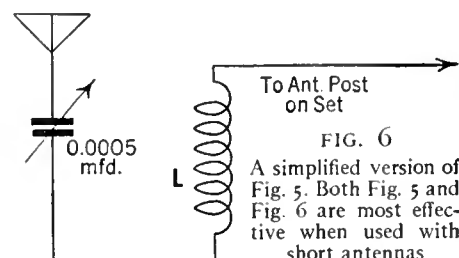 To Ant. Post
on Set
0.0005
mfd.
L
FIG. 6
A simplified version of
Fig. 5. Both Fig. 5 and
Fig. 6 are most effec-
tive when used with
short antennas